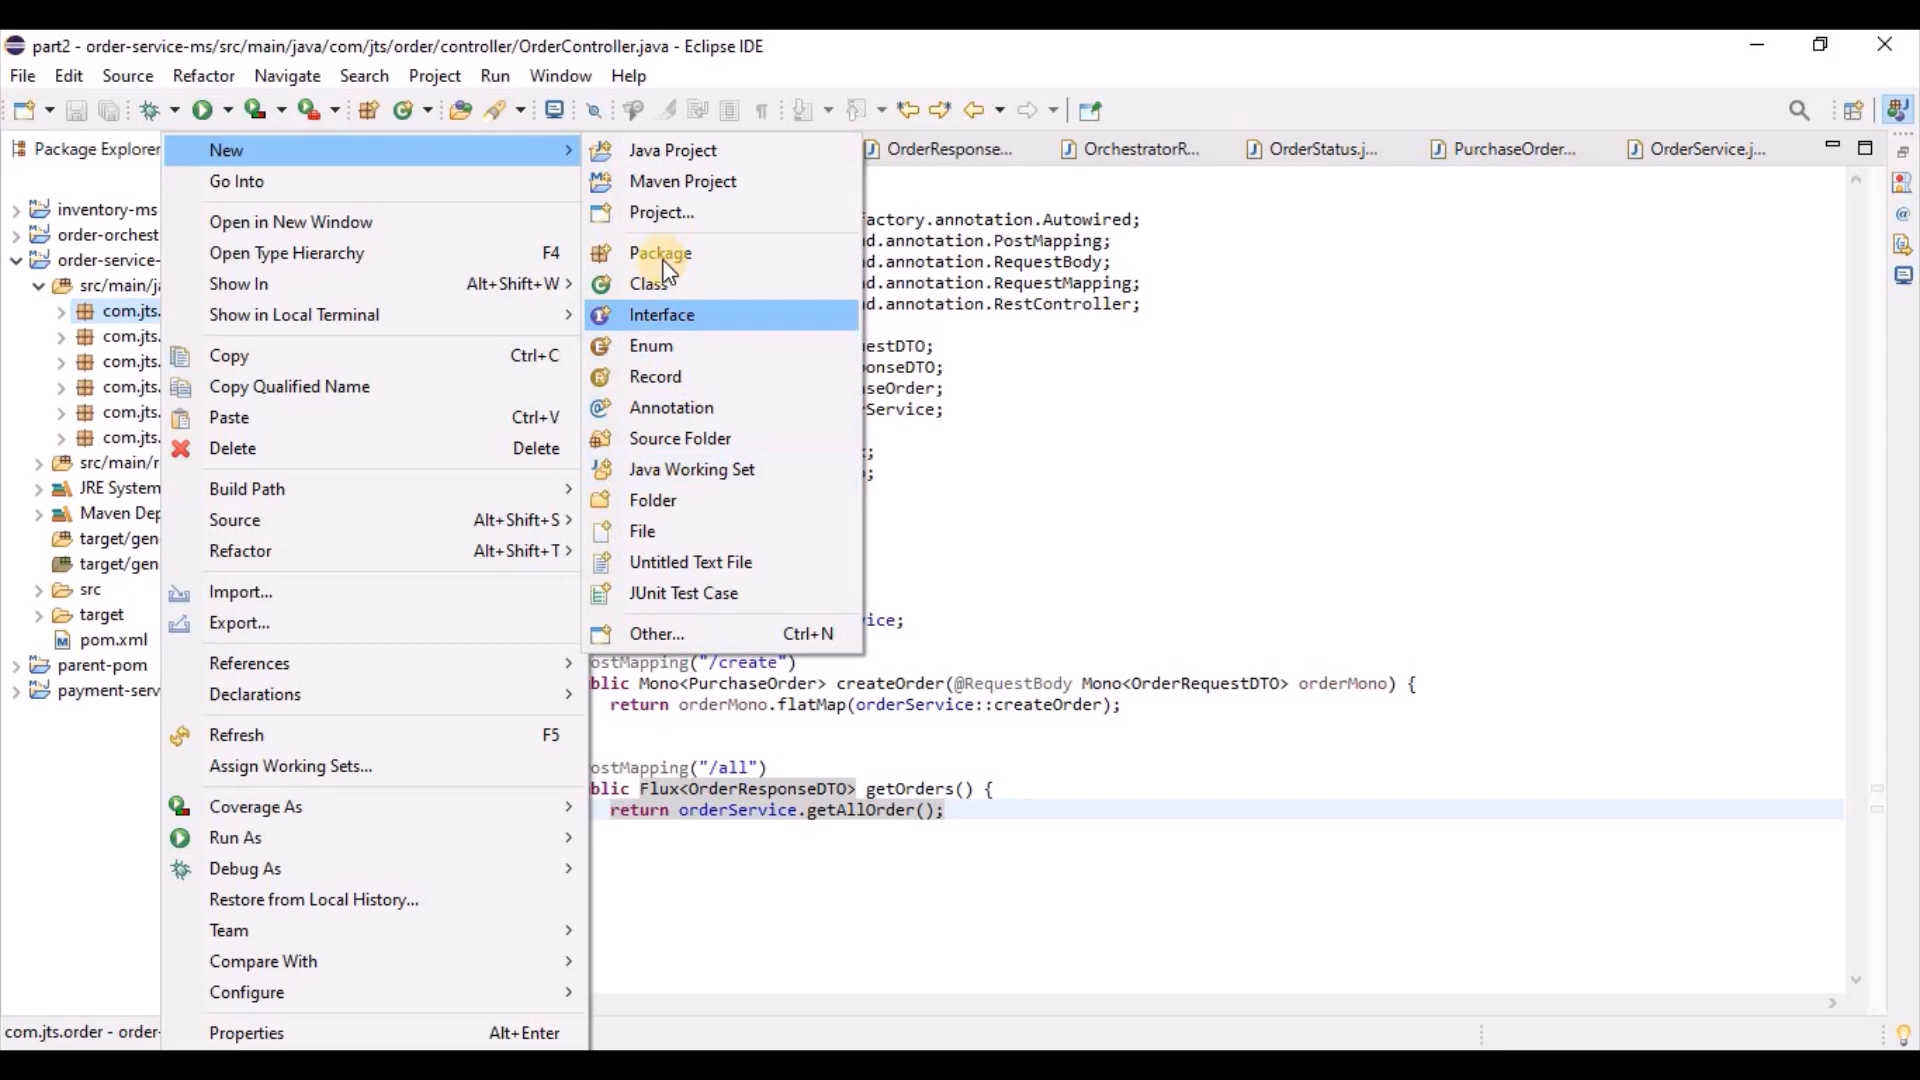 part2 - order-service-ms/src/main/java/com/jts/order/controller/OrderController.java - Eclipse IDE
File Edit Source Refactor Navigate Search Project Run Window Help
Package Explorer
OrderResponse...
OrchestratorR...
OrderStatus.j...
PurchaseOrder...
OrderService.j...
inventory-ms
order-orchest
order-service-
src/main/ja
com.jts.
com.jts.
com.jts.
com.jts.
com.jts.
com.jts.
src/main/r
JRE System
Maven Dep
target/gen
target/gen
src
target
pom.xml
parent-pom
payment-serv
New
Go Into
Open in New Window
Open Type Hierarchy F4
Show In Alt+Shift+W
Show in Local Terminal
Copy Ctrl+C
Copy Qualified Name
Paste Ctrl+V
Delete Delete
Build Path
Source Alt+Shift+S
Refactor Alt+Shift+T
Import...
Export...
References
Declarations
Refresh F5
Assign Working Sets...
Coverage As
Run As
Debug As
Restore from Local History...
Team
Compare With
Configure
Properties Alt+Enter
Java Project
Maven Project
Project...
Package
Class
Interface
Enum
Record
Annotation
Source Folder
Java Working Set
Folder
File
Untitled Text File
JUnit Test Case
Other... Ctrl+N
factory.annotation.Autowired;
d.annotation.PostMapping;
d.annotation.RequestBody;
d.annotation.RequestMapping;
d.annotation.RestController;
estDTO;
onseDTO;
seOrder;
Service;
;
;
ice;
ostMapping("/create")
blic Mono<PurchaseOrder> createOrder(@RequestBody Mono<OrderRequestDTO> orderMono) {
return orderMono.flatMap(orderService::createOrder);
ostMapping("/all")
blic Flux<OrderResponseDTO> getOrders() {
return orderService.getAllOrder();
com.jts.order - order-